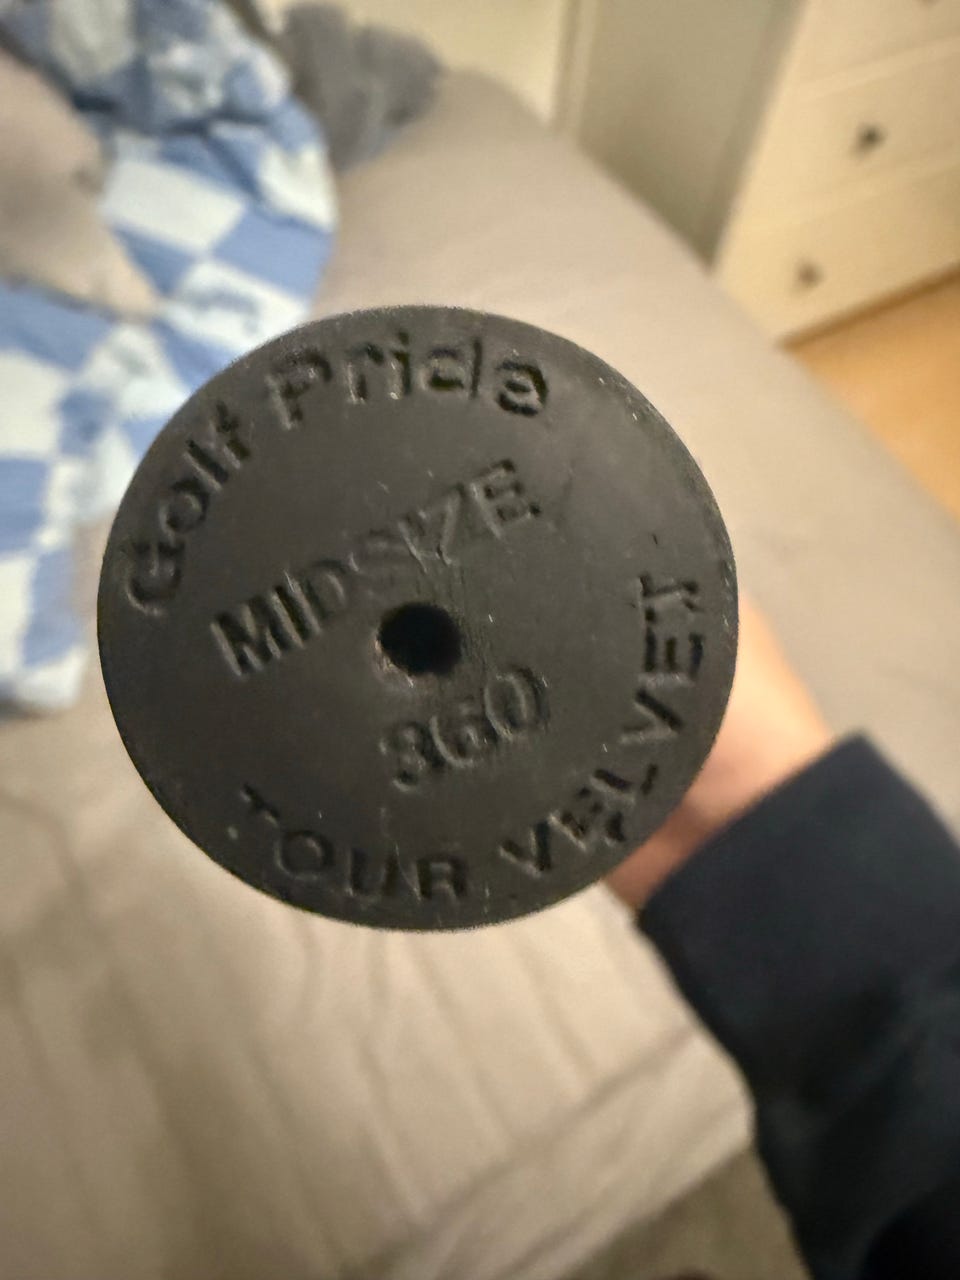 Golf Pride
MIDSIZE
360
TOUR VELVET